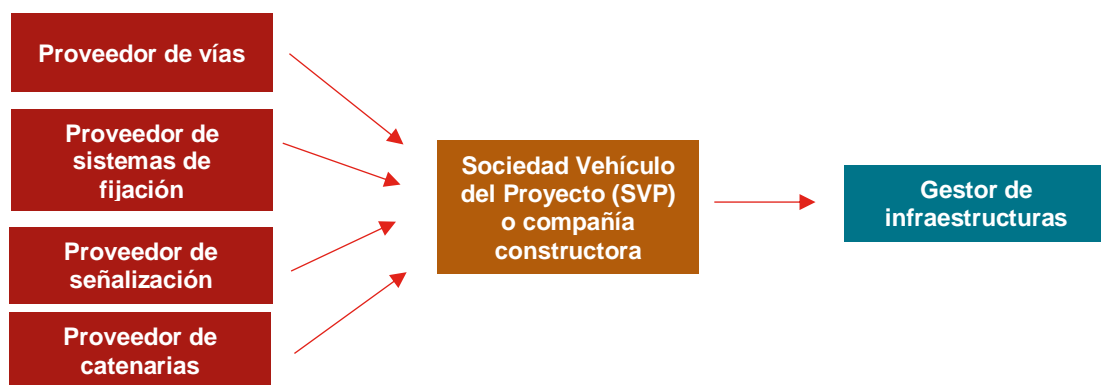 Proveedor de vías
Proveedor de
sistemas de
fijación
Proveedor de
señalización
Proveedor de
catenarias
Sociedad Vehículo
del Proyecto (SVP)
o compañía
constructora
Gestor de
infraestructuras